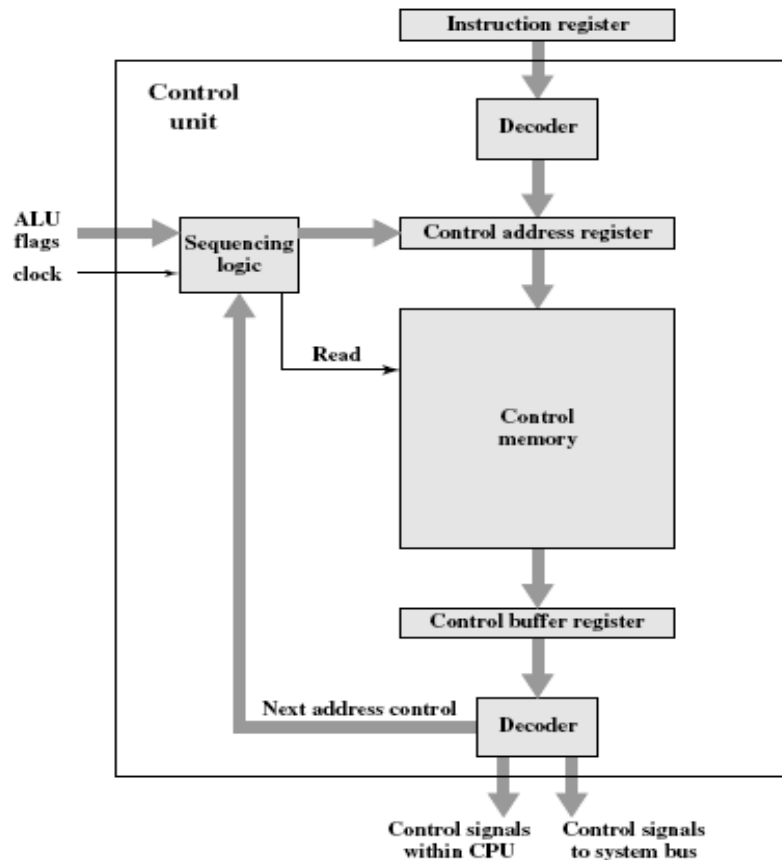 Instruction register
Control
unit
Decoder
ALU
flags
Sequencing
logic
Control address register
clock
Read
Control
memory
Control buffer register
Next address control
Decoder
Control signals
within CPU
Control signals
to system bus